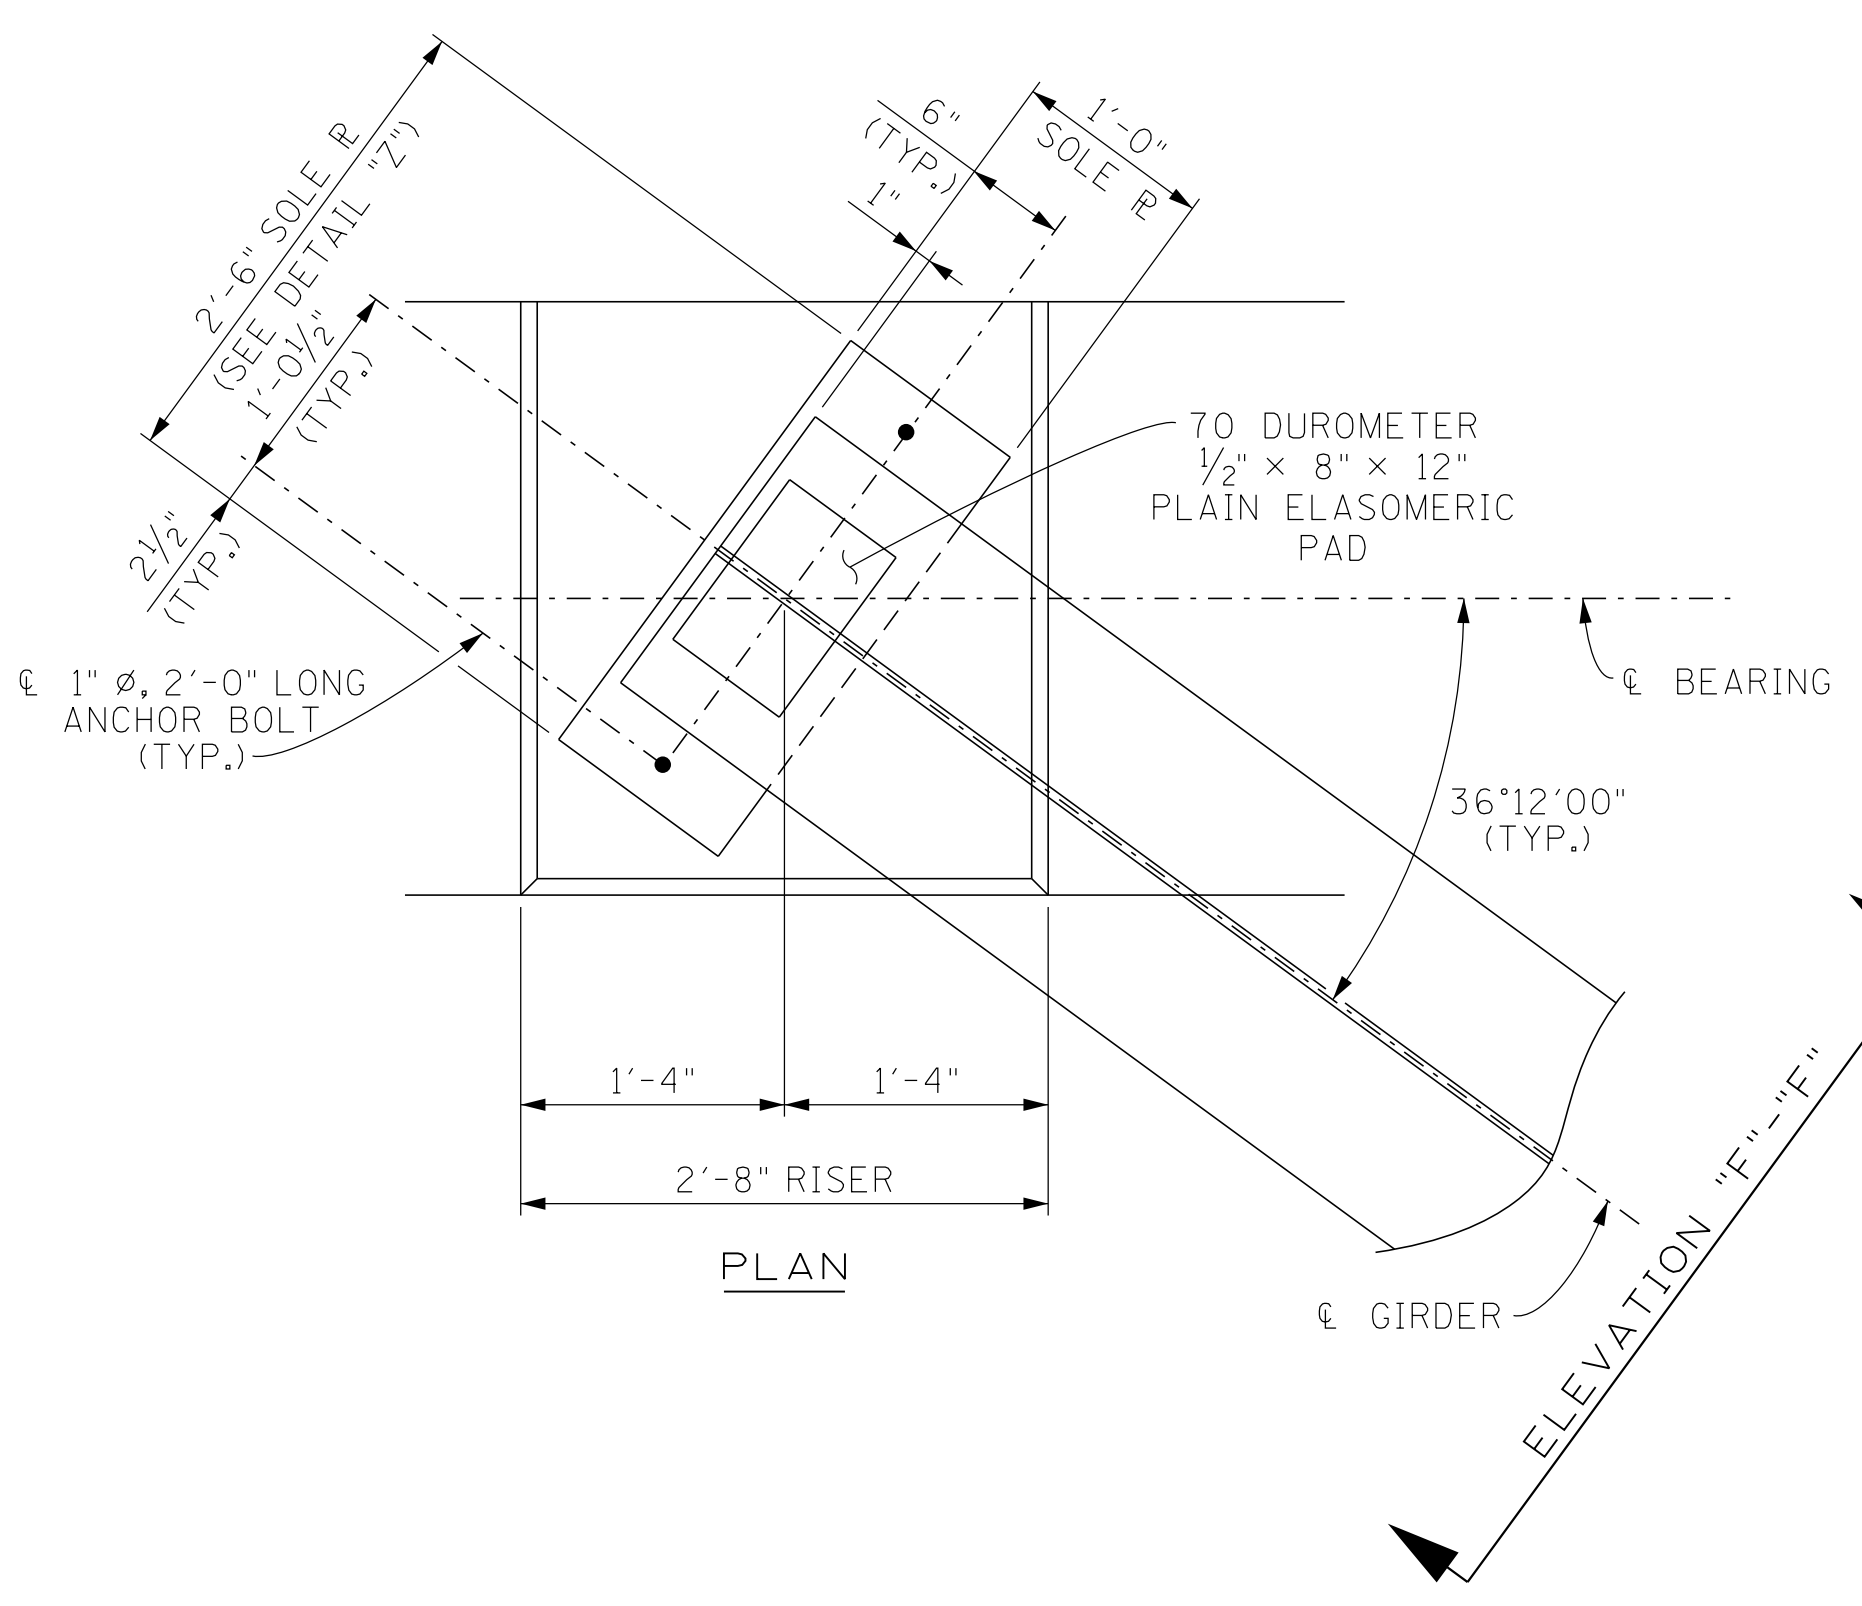 2'-6" SOLE ℙL
(SEE DETAIL "Z")
1'-0½"
(TYP.)
2½"
(TYP.)
6"
(TYP.)
1"
1'-0"
SOLE ℙL
70 DUROMETER
½" × 8" × 12"
PLAIN ELASOMERIC
PAD
℄ 1" Ø, 2'-0" LONG
ANCHOR BOLT
(TYP.)
℄ BEARING
36°12'00"
(TYP.)
1'-4"
1'-4"
2'-8" RISER
PLAN
℄ GIRDER
ELEVATION "F"-"F"